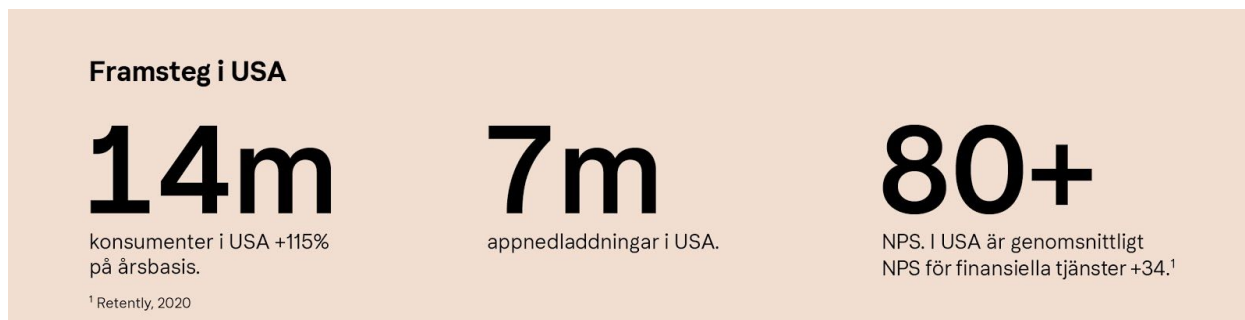 Framsteg i USA
14m
konsumenter i USA +115%
på årsbasis.
7m
appnedladdningar i USA.
80+
NPS. I USA är genomsnittligt
NPS för finansiella tjänster +34.¹
¹ Retently, 2020